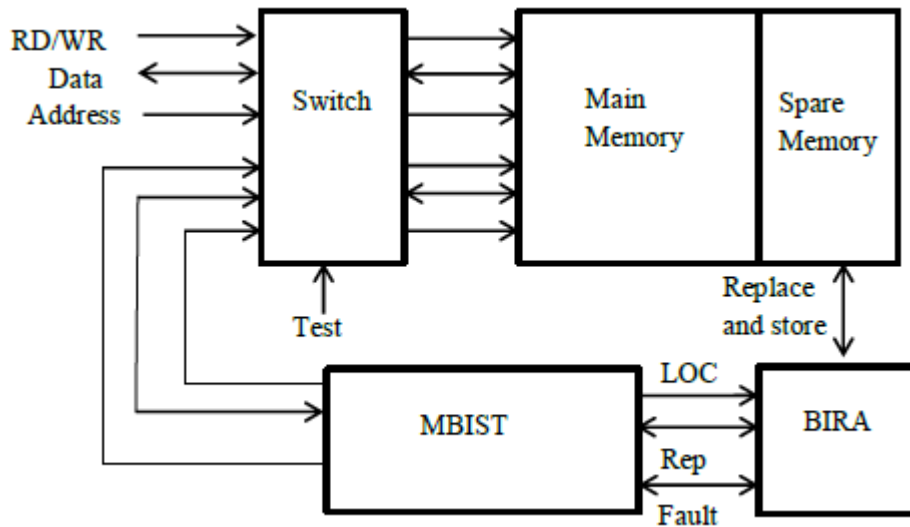 RD/WR
Data
Address
Switch
Main
Memory
Spare
Memory
Test
Replace
and store
MBIST
LOC
Rep
Fault
BIRA